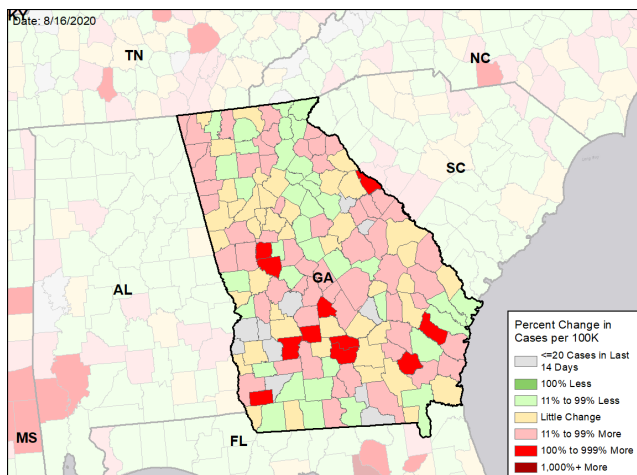 KY
Date: 8/16/2020
TN
NC
SC
AL
GA
MS
FL
Percent Change in
Cases per 100K
<=20 Cases in Last
14 Days
100% Less
11% to 99% Less
Little Change
11% to 99% More
100% to 999% More
1,000%+ More